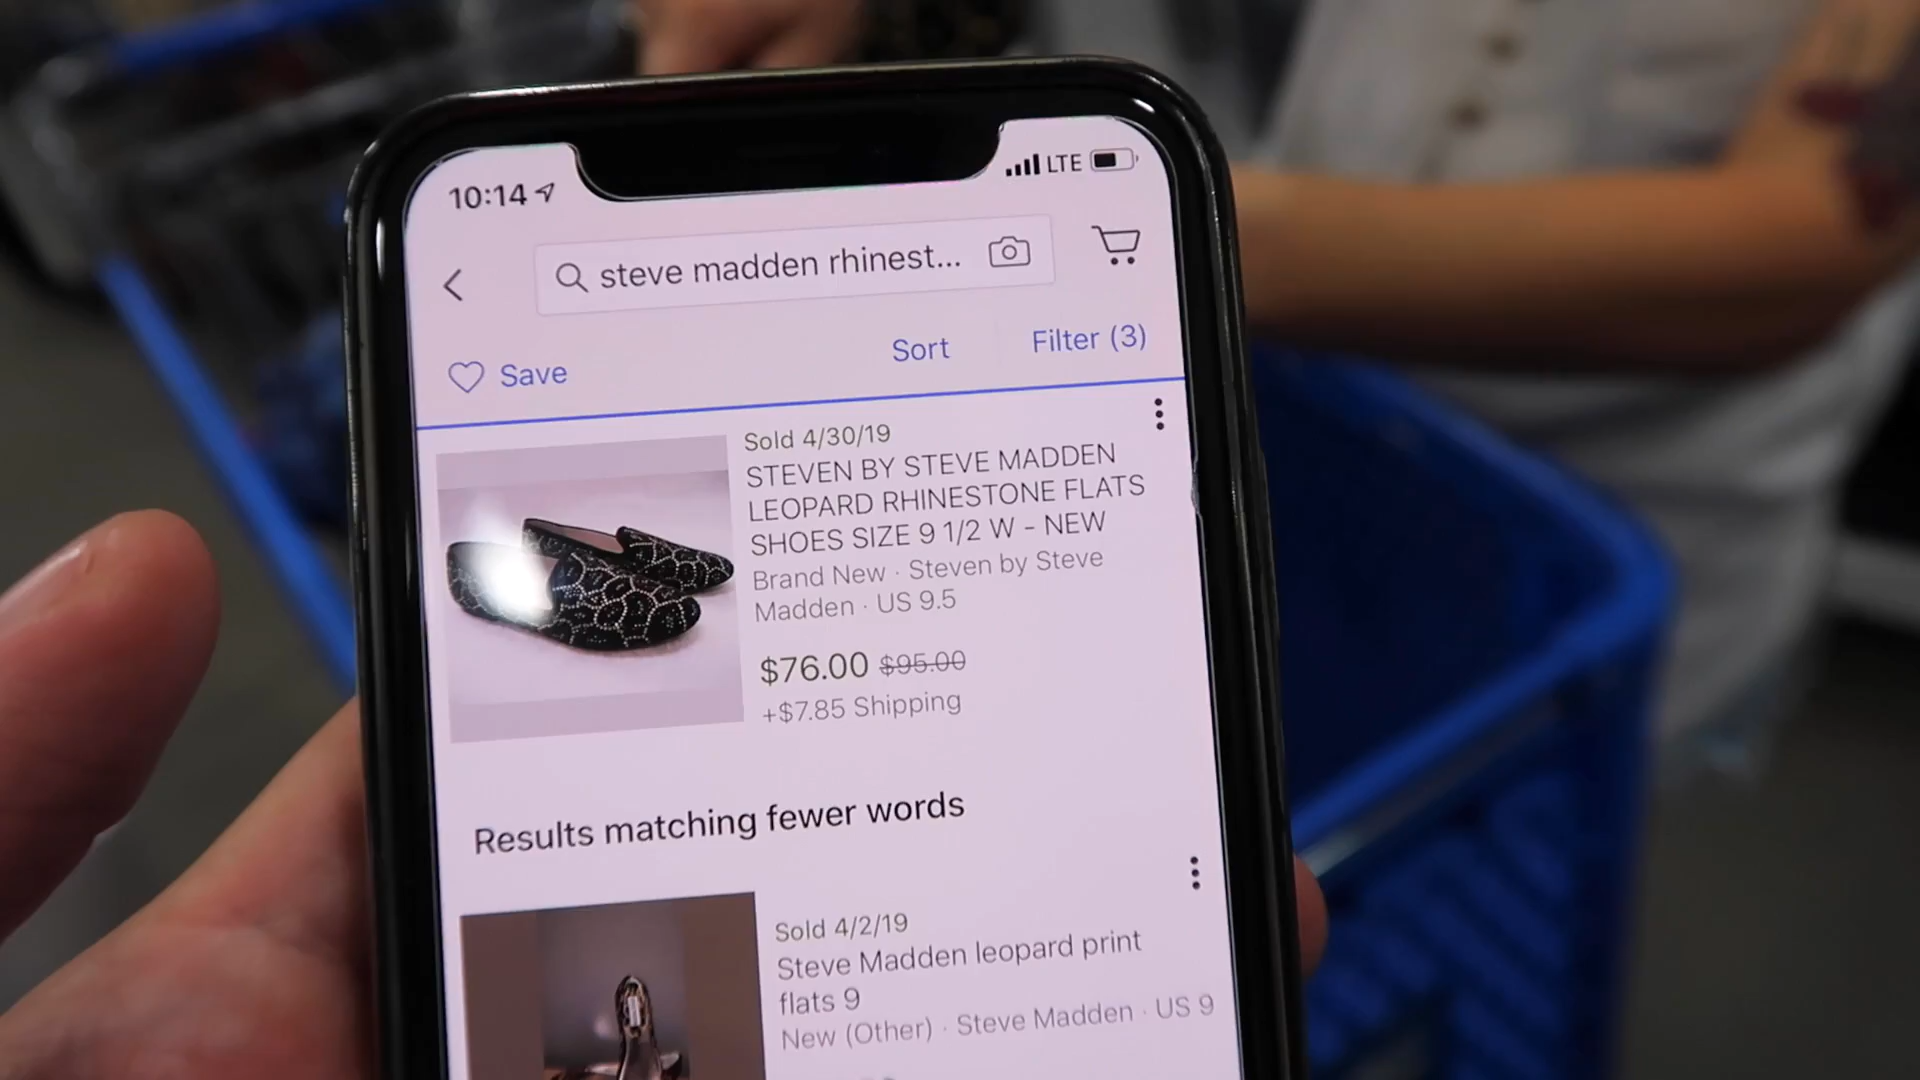 10:14
LTE
steve madden rhinest...
Save
Sort
Filter (3)
Sold 4/30/19
STEVEN BY STEVE MADDEN
LEOPARD RHINESTONE FLATS
SHOES SIZE 9 1/2 W - NEW
Brand New · Steven by Steve
Madden · US 9.5
$76.00 $95.00
+$7.85 Shipping
Results matching fewer words
Sold 4/2/19
Steve Madden leopard print
flats 9
New (Other) · Steve Madden · US 9